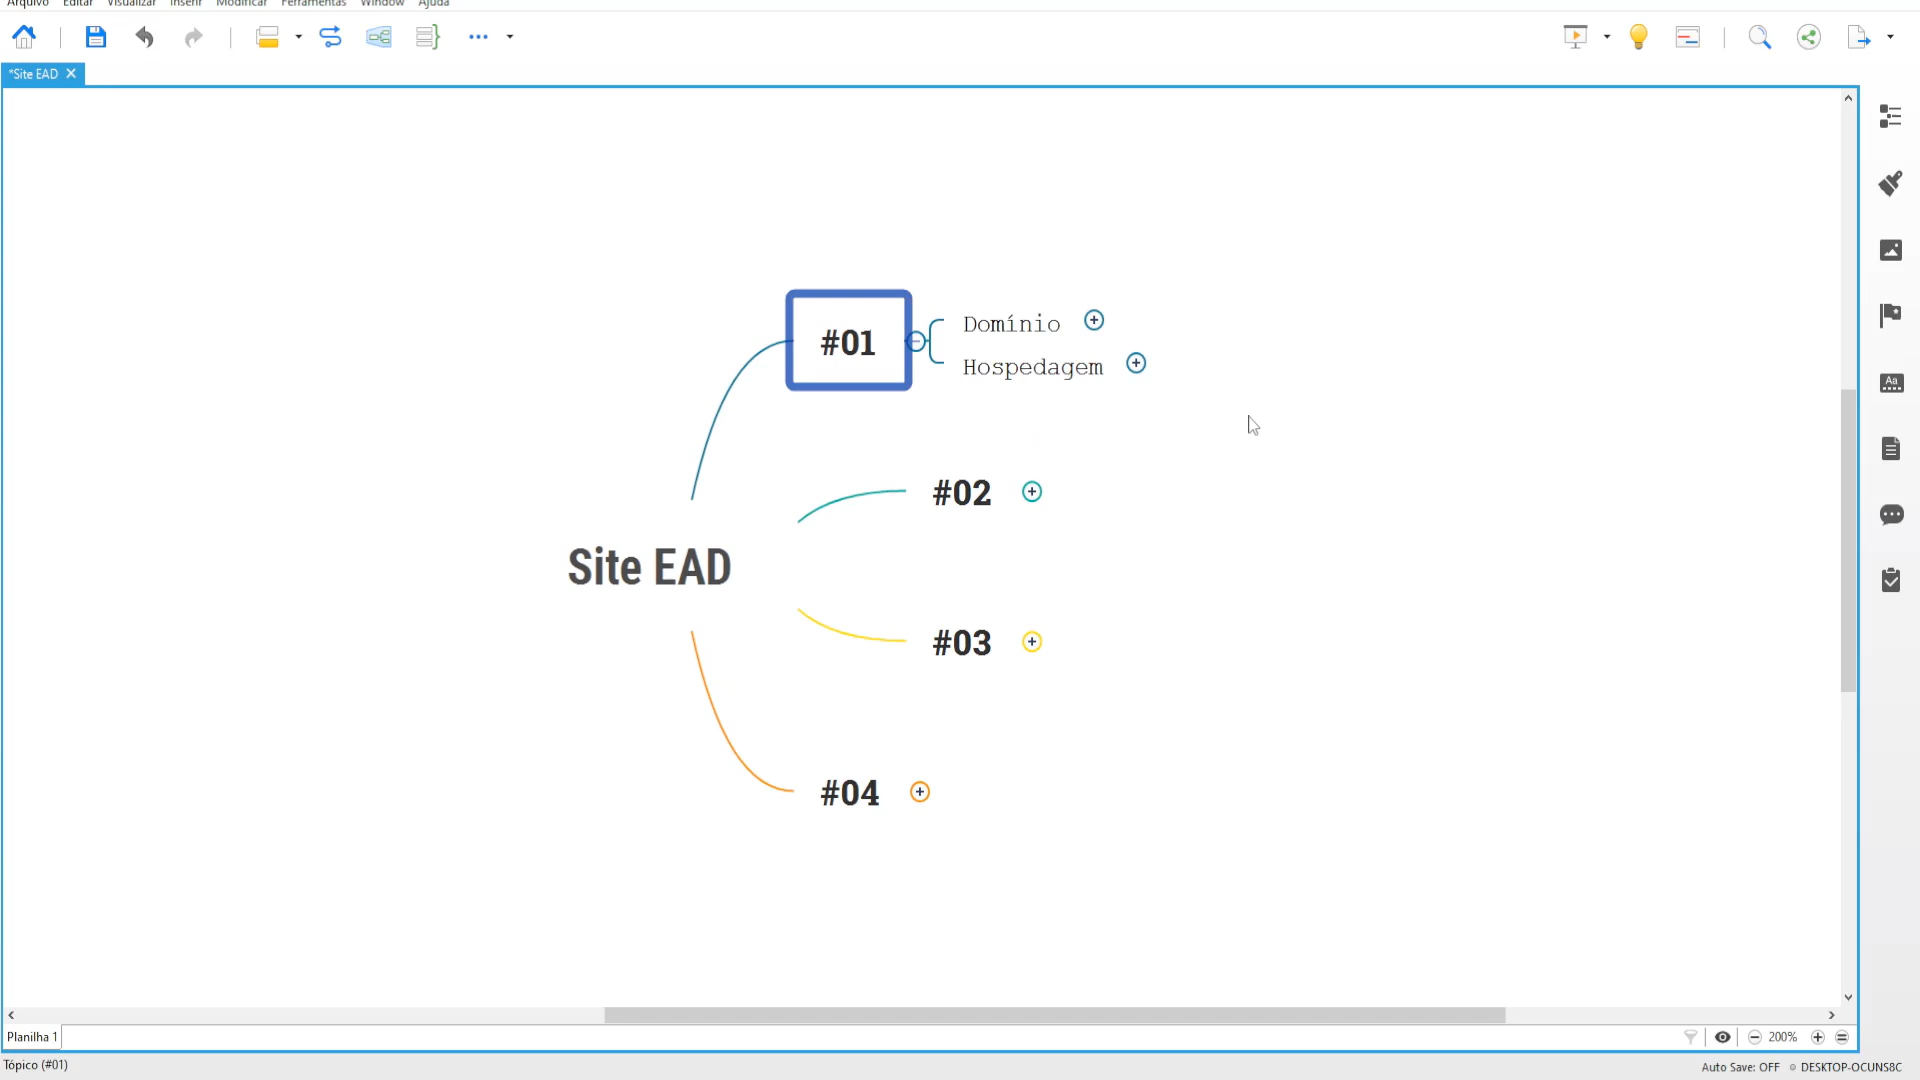 Arquivo Editar Visualizar Inserir Modificar Ferramentas Window Ajuda
*Site EAD
#01
Domínio
Hospedagem
#02
Site EAD
#03
#04
Planilha 1
200%
Tópico (#01)
Auto Save: OFF DESKTOP-OCUNS8C